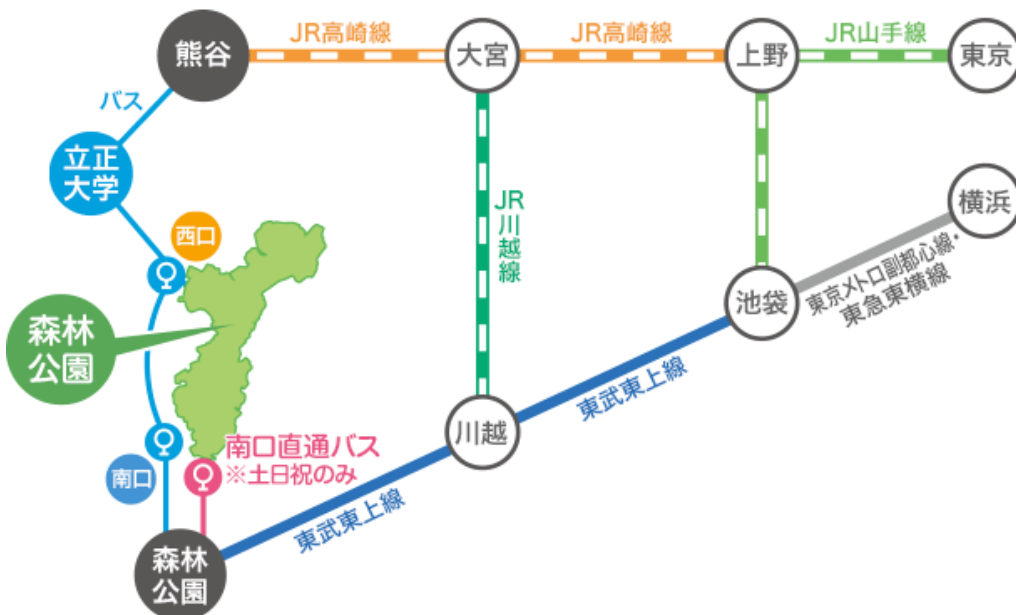 JR高崎線
JR高崎線
JR山手線
熊谷
大宮
上野
東京
バス
立正
大学
JR川越線
横浜
西口
東京メトロ副都心線・
東急東横線
池袋
森林
公園
東武東上線
川越
南口直通バス
※土日祝のみ
南口
東武東上線
森林
公園